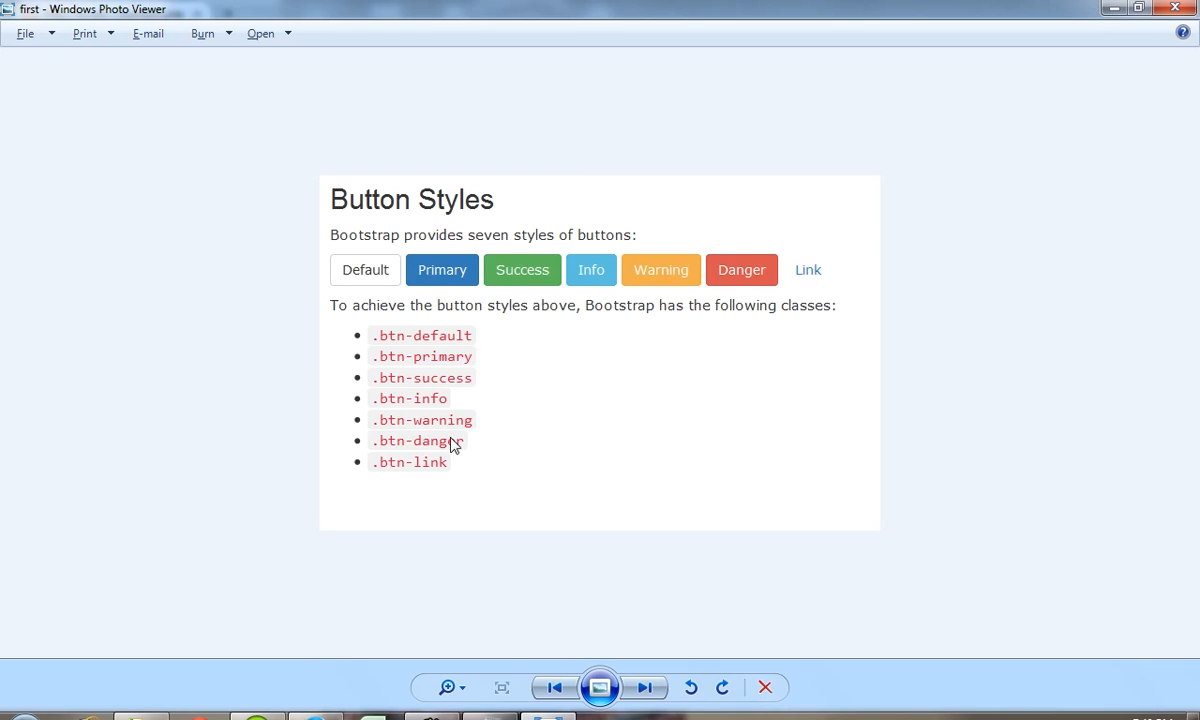 first - Windows Photo Viewer
File Print E-mail Burn Open
Button Styles
Bootstrap provides seven styles of buttons:
Default Primary Success Info Warning Danger Link
To achieve the button styles above, Bootstrap has the following classes:
.btn-default
.btn-primary
.btn-success
.btn-info
.btn-warning
.btn-danger
.btn-link